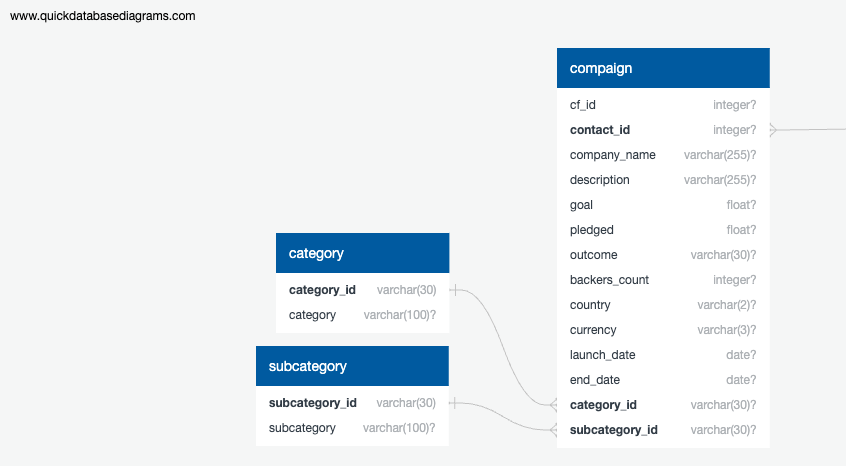 www.quickdatabasediagrams.com
compaign
cf_id integer?
contact_id integer?
company_name varchar(255)?
description varchar(255)?
goal float?
pledged float?
outcome varchar(30)?
backers_count integer?
country varchar(2)?
currency varchar(3)?
launch_date date?
end_date date?
category_id varchar(30)?
subcategory_id varchar(30)?
category
category_id varchar(30)
category varchar(100)?
subcategory
subcategory_id varchar(30)
subcategory varchar(100)?